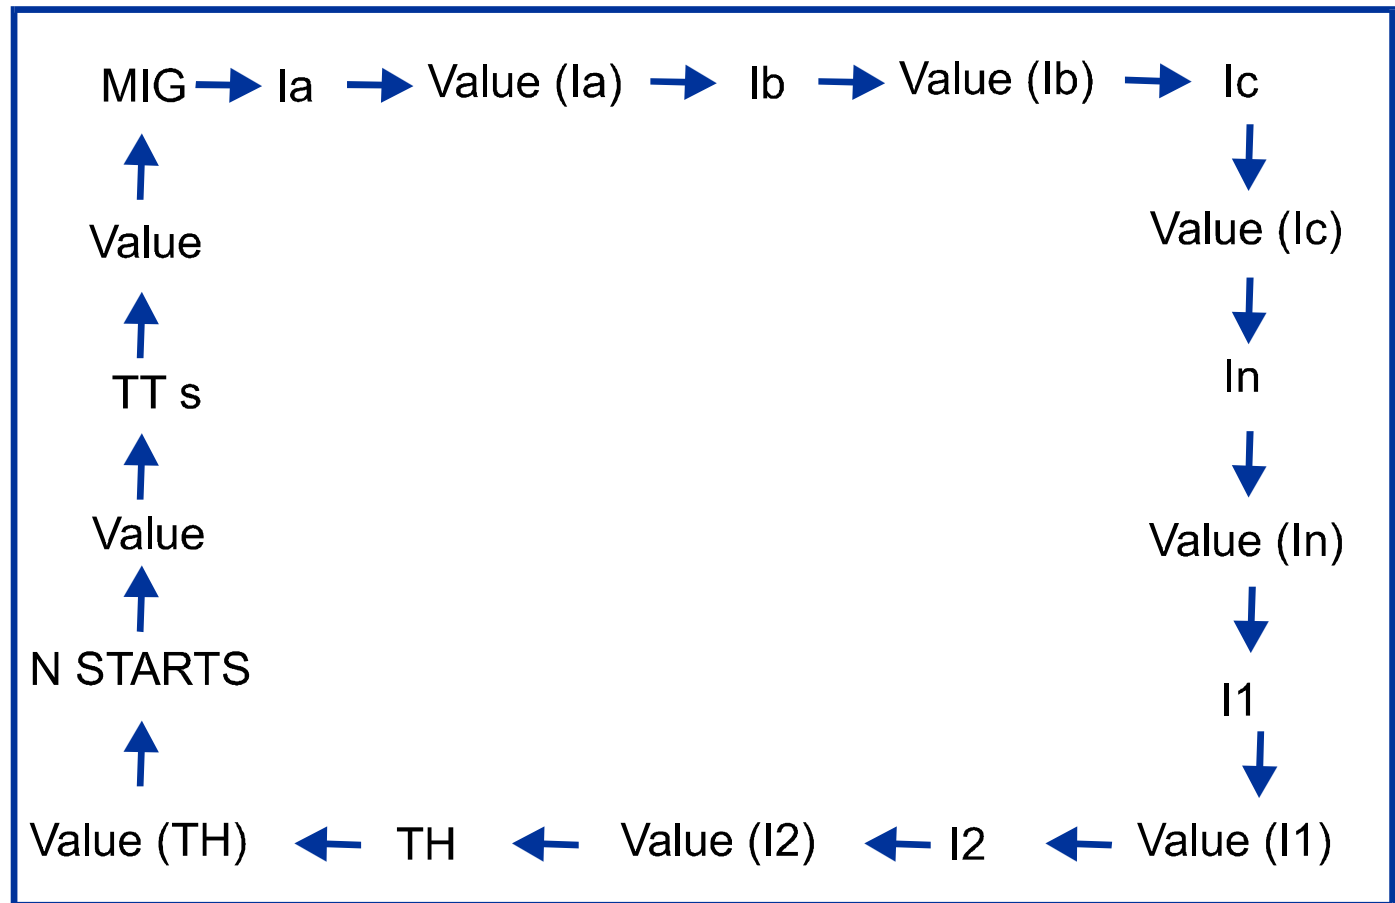 MIG
Ia
Value (Ia)
Ib
Value (Ib)
Ic
Value (Ic)
In
Value (In)
I1
Value (I1)
I2
Value (I2)
TH
Value (TH)
N STARTS
Value
TT s
Value